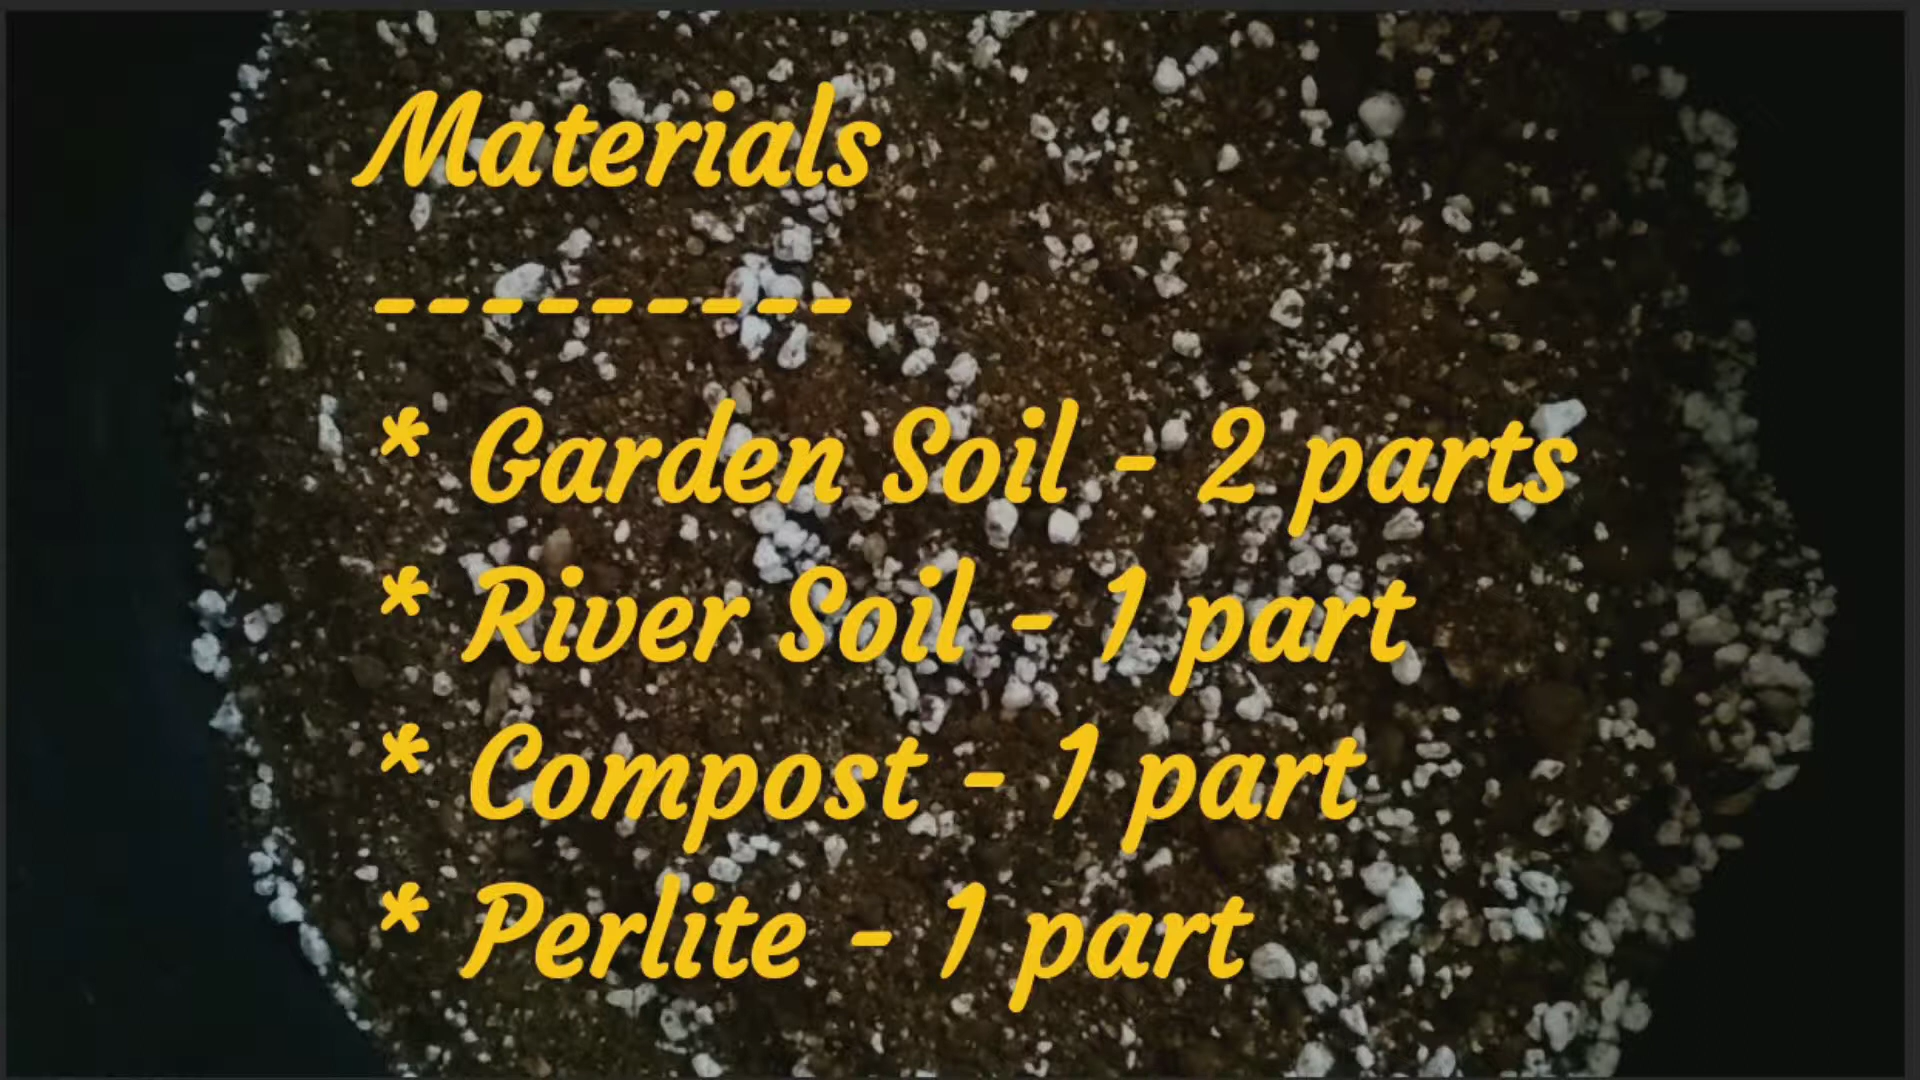 Materials
---------
* Garden Soil - 2 parts
* River Soil - 1 part
* Compost - 1 part
* Perlite - 1 part